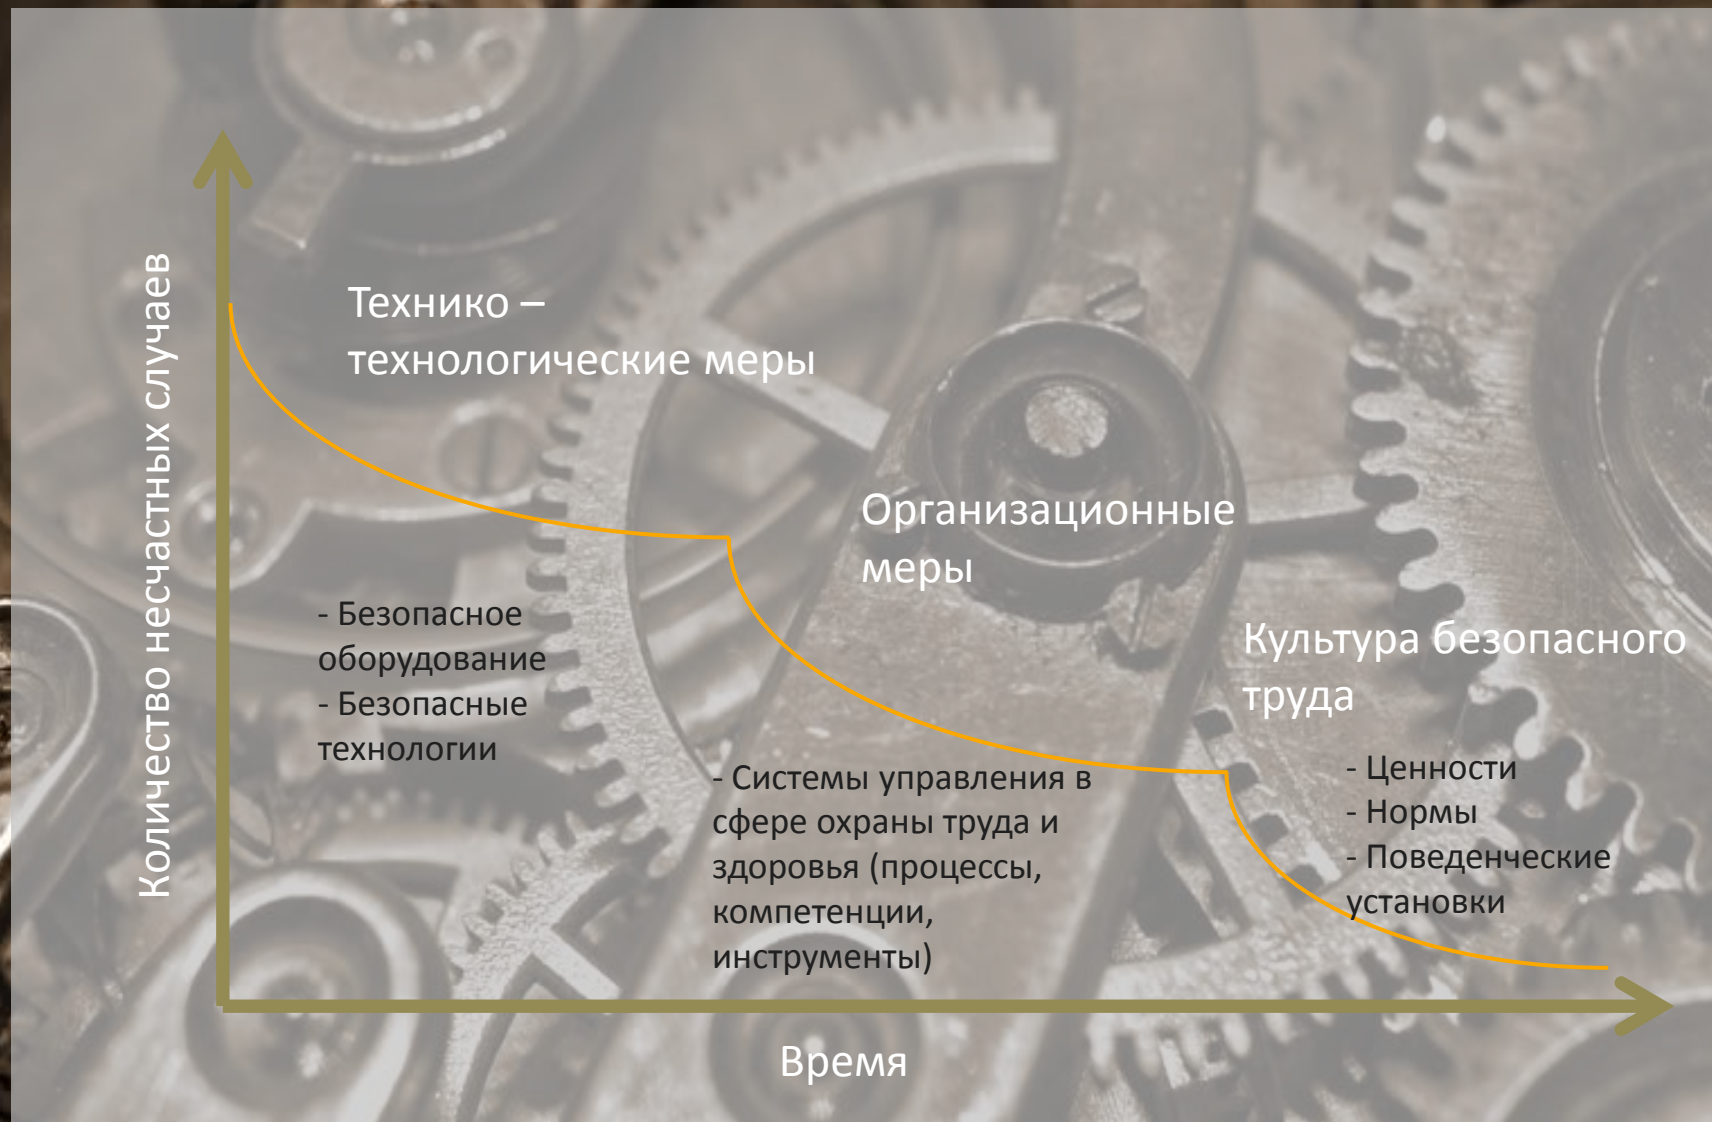 Количество несчастных случаев
Технико –
технологические меры
- Безопасное
оборудование
- Безопасные
технологии
Организационные
меры
- Системы управления в
сфере охраны труда и
здоровья (процессы,
компетенции,
инструменты)
Культура безопасного
труда
- Ценности
- Нормы
- Поведенческие
установки
Время